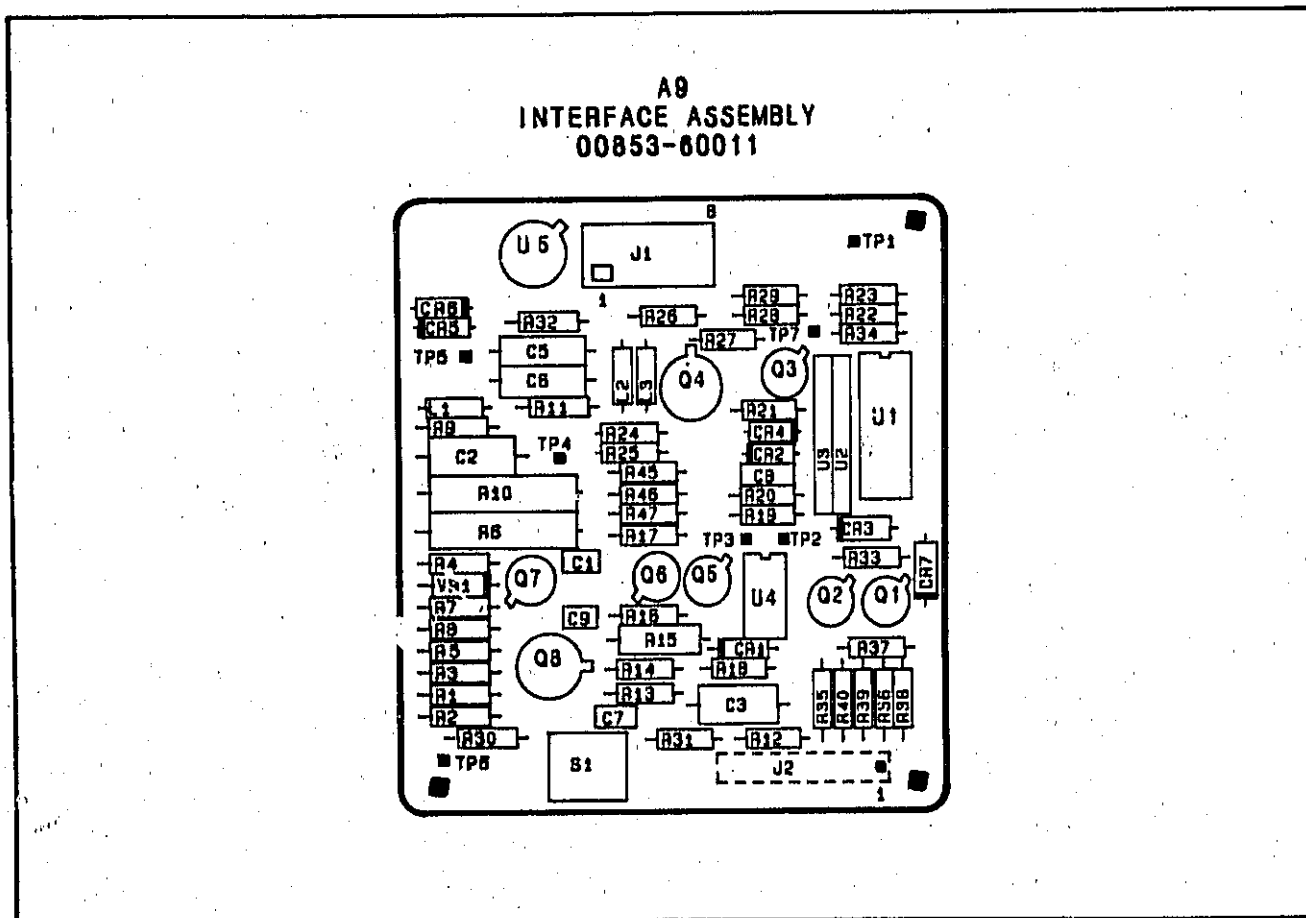 A9
INTERFACE ASSEMBLY
00853-60011
8
U5
J1
TP1
1
CR6
CR5
R32
R26
R29
R28
R23
R22
R34
R27
TP7
TP5
C5
C6
Q4
Q3
U1
L1
R11
R21
R9
R24
CR4
TP4
R25
CR2
C2
R45
C8
U3
U2
R10
R46
R20
R47
R19
R6
R17
TP3
TP2
CR3
R33
CR7
R4
C1
VR1
Q7
Q6
Q5
U4
Q2
Q1
R7
C9
R16
R8
R15
R5
Q8
CR1
R37
R3
R14
R18
R1
R13
C3
R35
R40
R39
R36
R38
R2
C7
R30
R31
R12
TP6
S1
J2
1